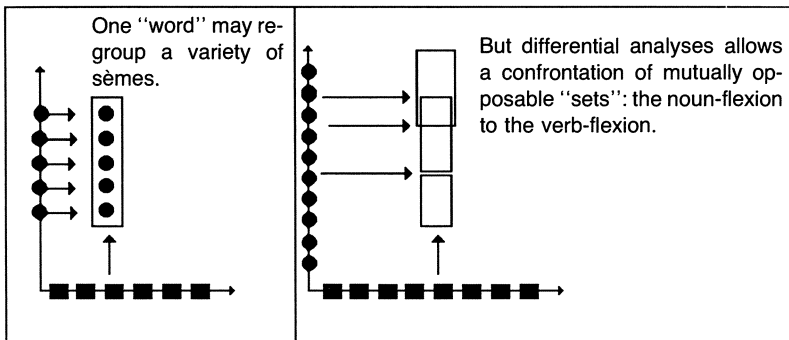 One ‘‘word’’ may re-
group a variety of
sèmes.
But differential analyses allows
a confrontation of mutually op-
posable ‘‘sets’’: the noun-flexion
to the verb-flexion.